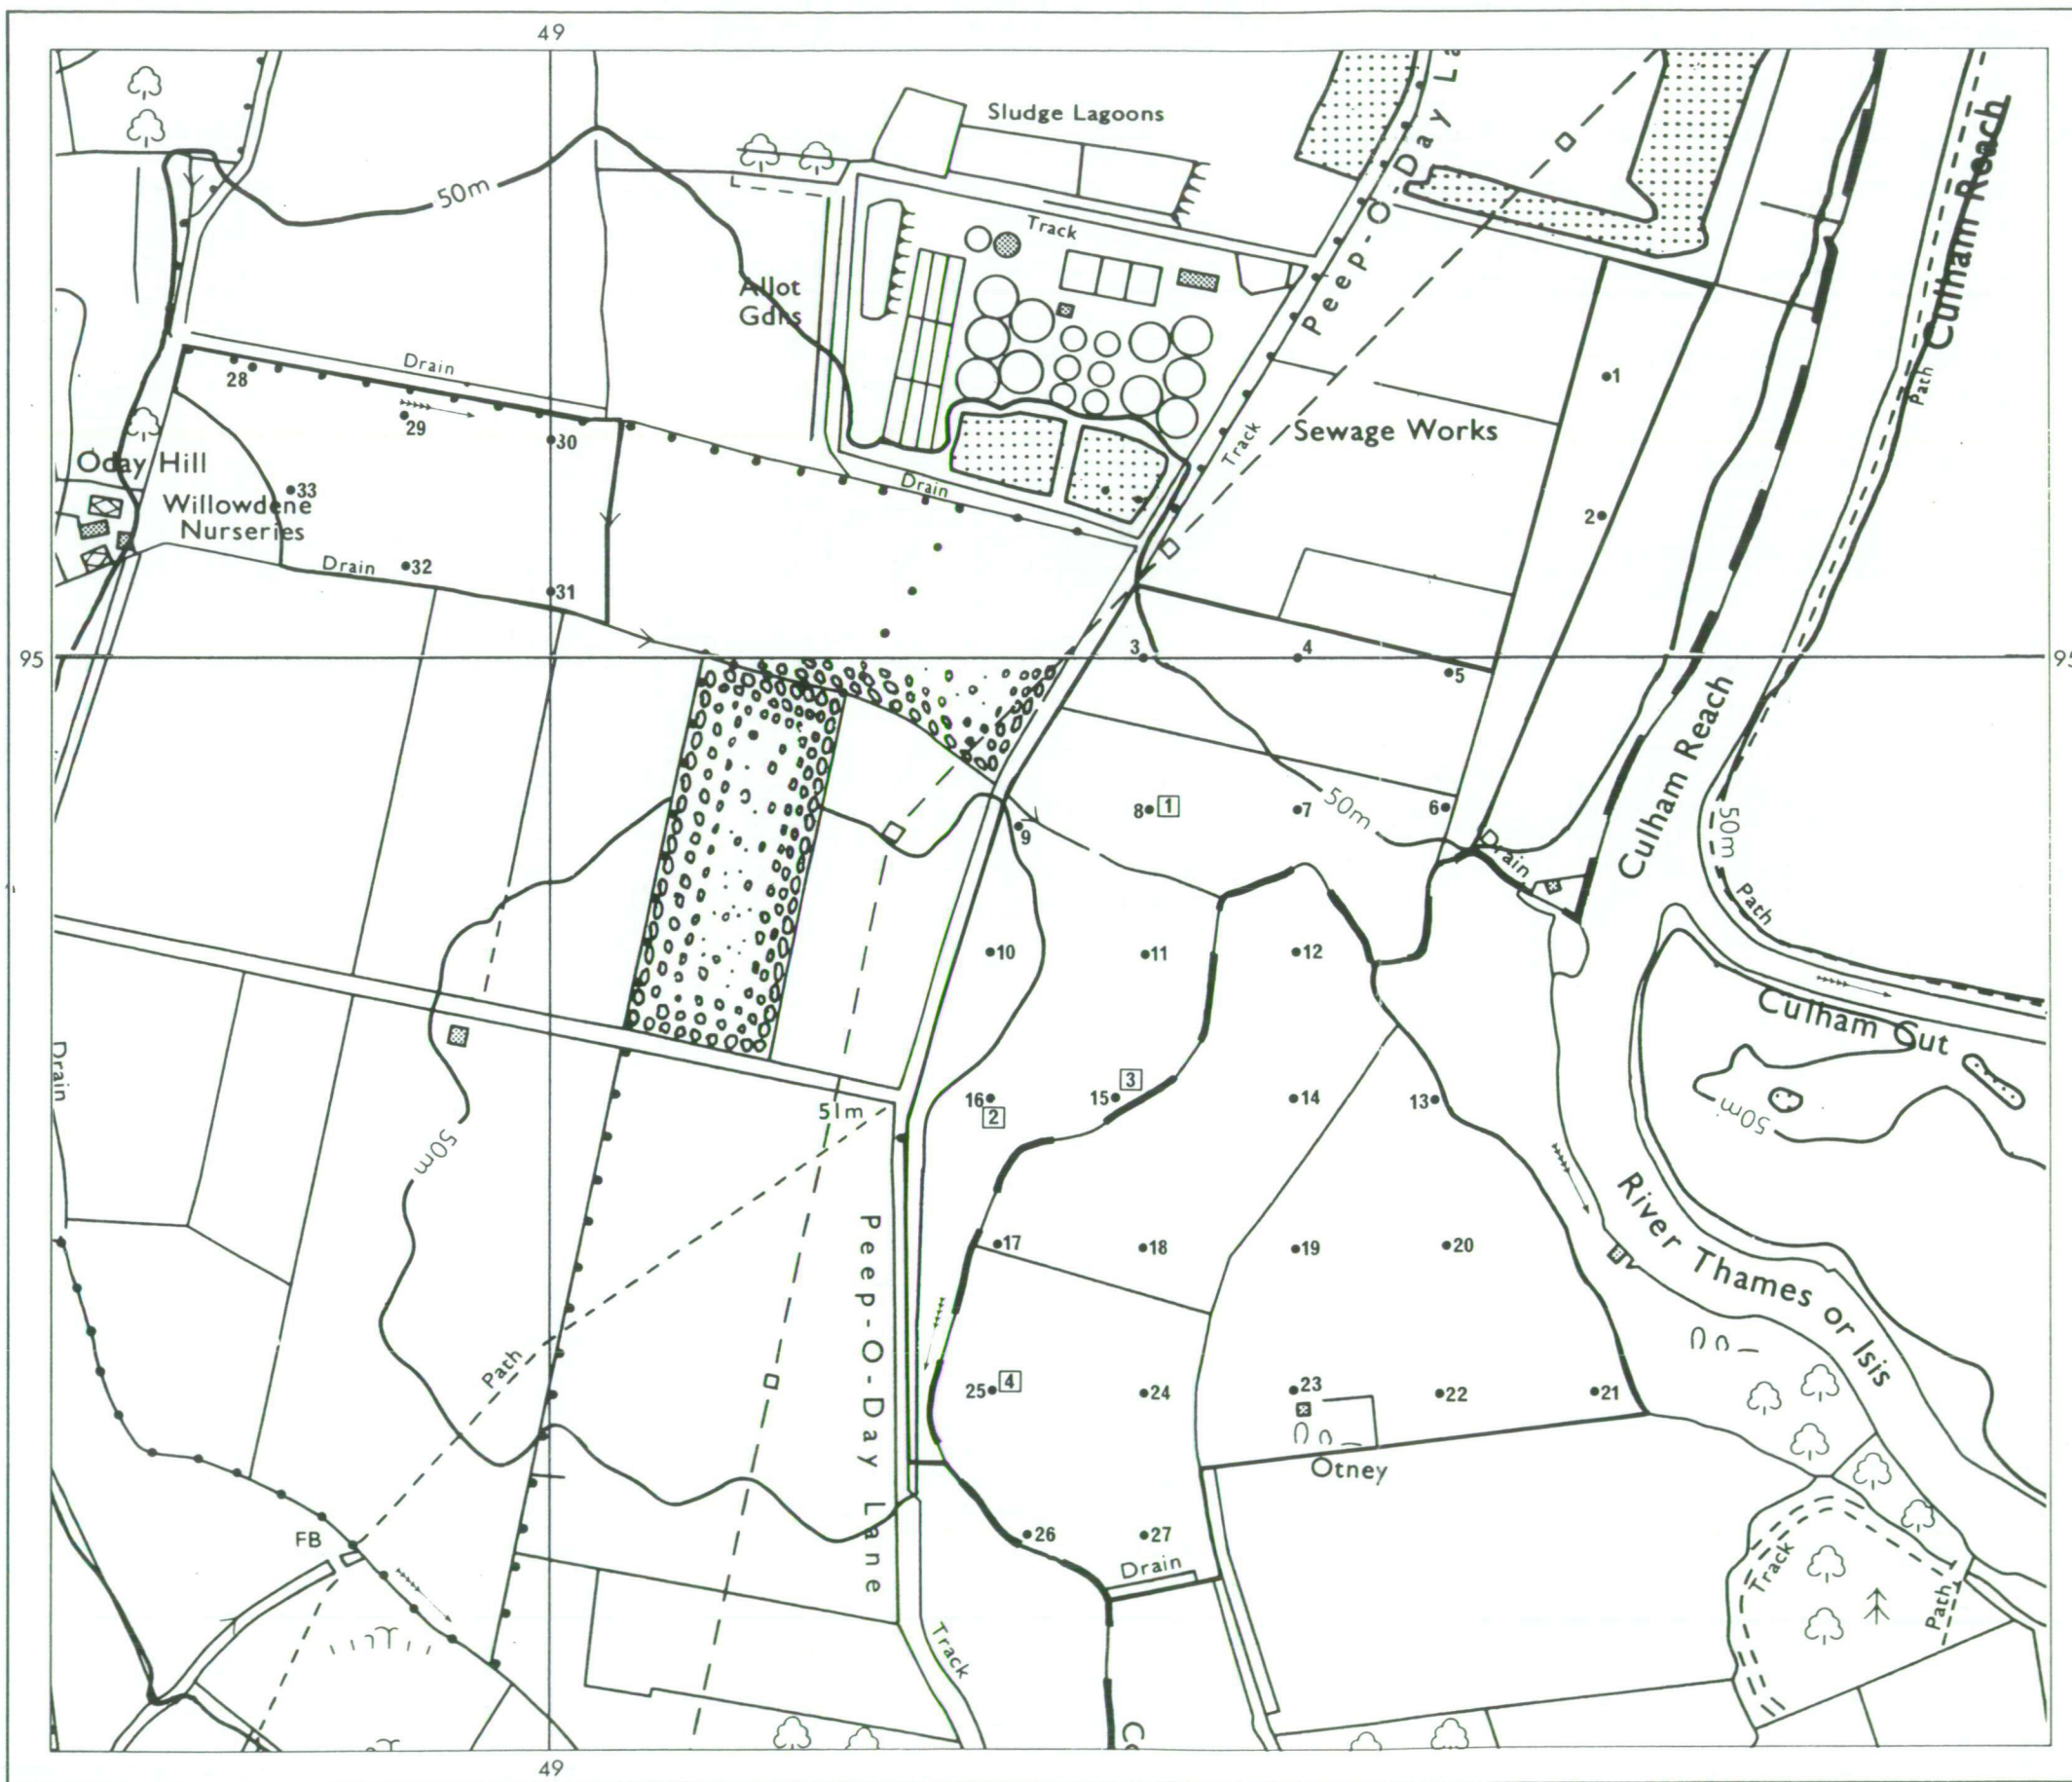 49
Sludge Lagoons
50m
Track
Peep-O'Day La
Culham Reach
Allot
Gdns
Drain
28
29
30
1
Path
Track
Sewage Works
Oday Hill
33
Willowdene
Nurseries
Drain
2
Drain
32
31
95
3
4
5
95
Culham Reach
8
1
7
50m
6
9
Drain
50m
Path
10
11
12
Culham Cut
Drain
51m
16
2
15
3
14
13
50m
50m
17
18
19
20
River Thames or Isis
Peep-O-Day Lane
Path
25
4
24
23
22
21
Otney
FB
26
27
Drain
Track
Path
Track
49